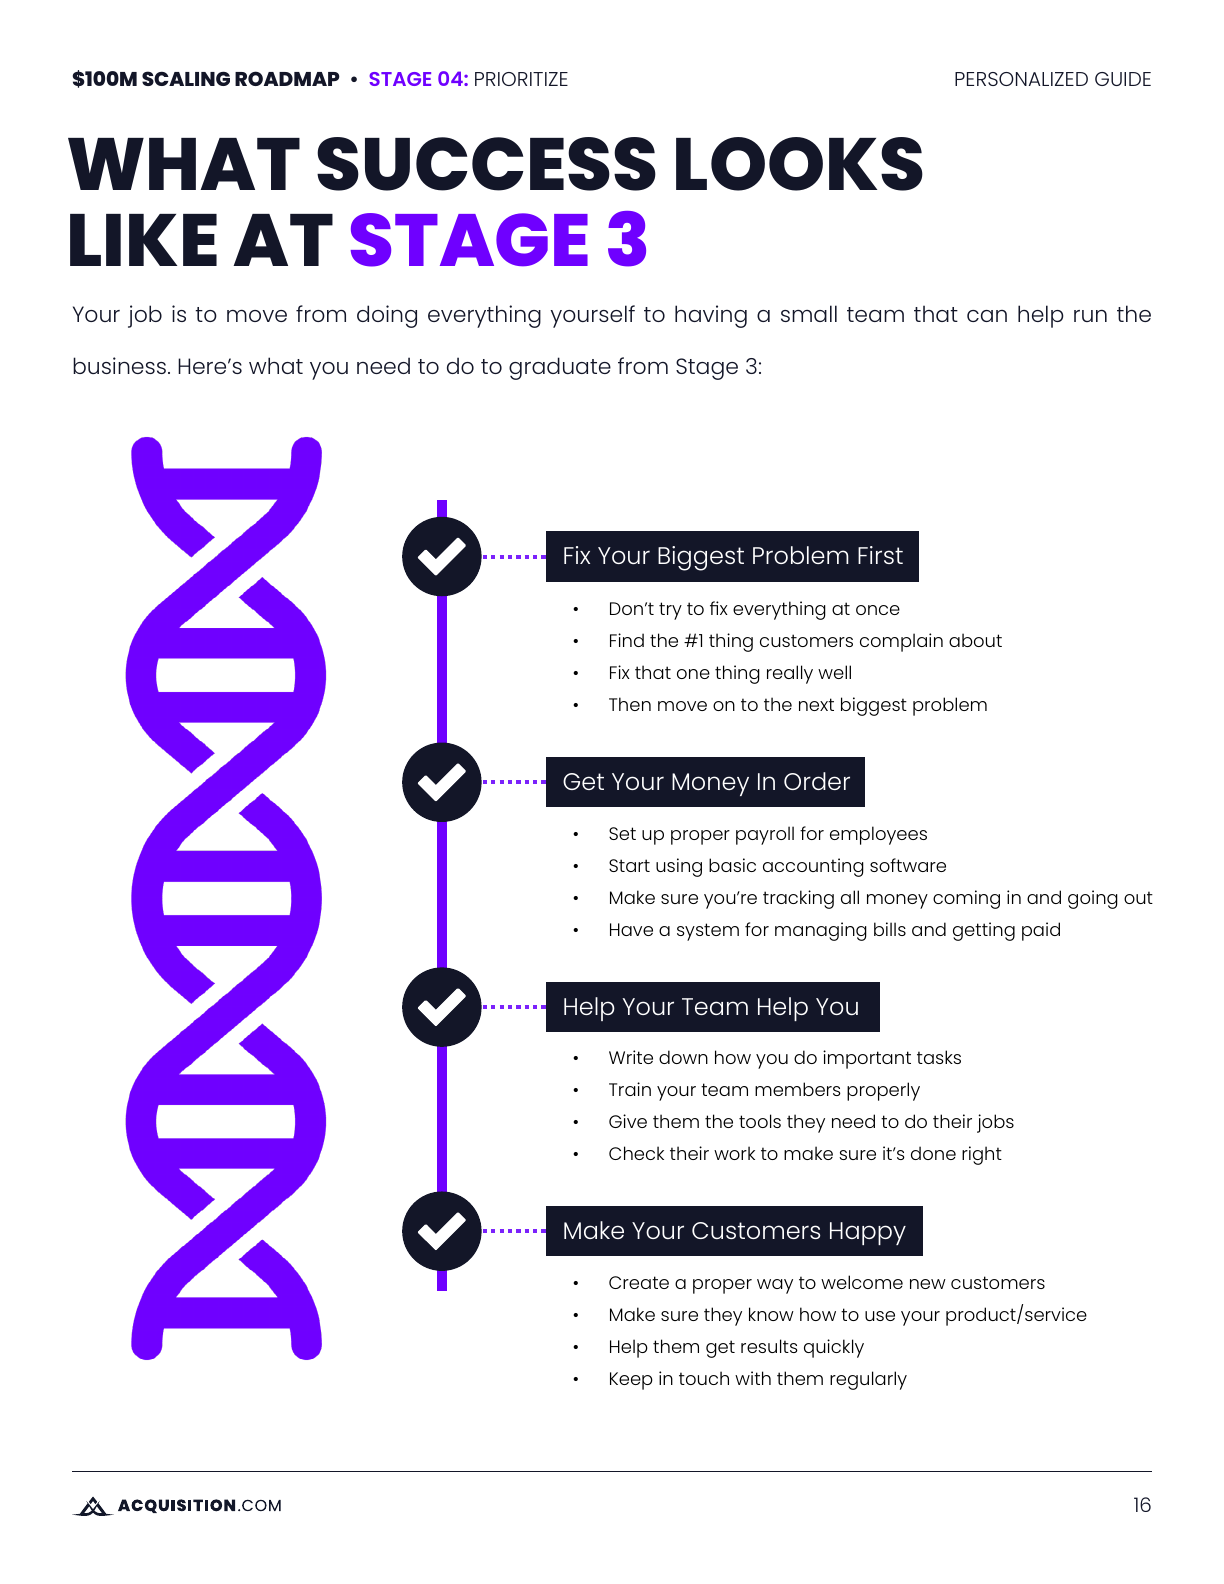 $100M SCALING ROADMAP • STAGE 04: PRIORITIZE
PERSONALIZED GUIDE
WHAT SUCCESS LOOKS
LIKE AT STAGE 3
Your job is to move from doing everything yourself to having a small team that can help run the
business. Here’s what you need to do to graduate from Stage 3:
Fix Your Biggest Problem First
• Don’t try to fix everything at once
• Find the #1 thing customers complain about
• Fix that one thing really well
• Then move on to the next biggest problem
Get Your Money In Order
• Set up proper payroll for employees
• Start using basic accounting software
• Make sure you’re tracking all money coming in and going out
• Have a system for managing bills and getting paid
Help Your Team Help You
• Write down how you do important tasks
• Train your team members properly
• Give them the tools they need to do their jobs
• Check their work to make sure it’s done right
Make Your Customers Happy
• Create a proper way to welcome new customers
• Make sure they know how to use your product/service
• Help them get results quickly
• Keep in touch with them regularly
ACQUISITION.COM
16